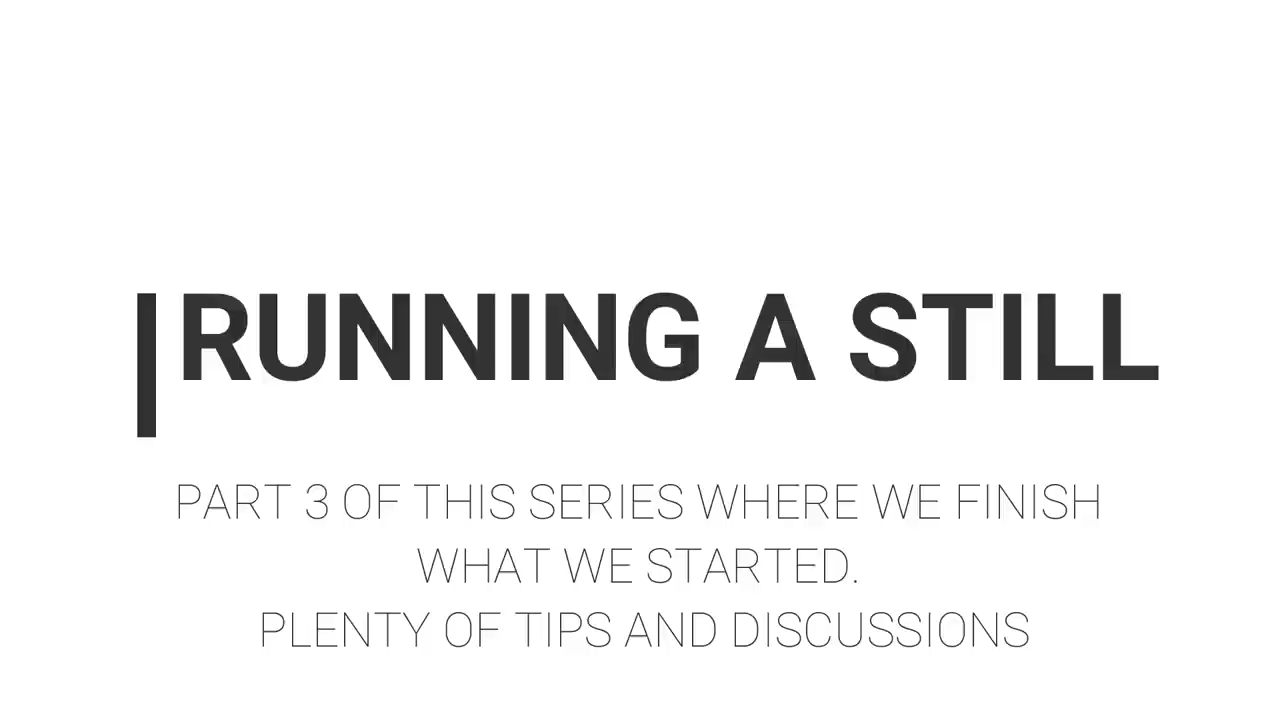 RUNNING A STILL
PART 3 OF THIS SERIES WHERE WE FINISH
WHAT WE STARTED.
PLENTY OF TIPS AND DISCUSSIONS